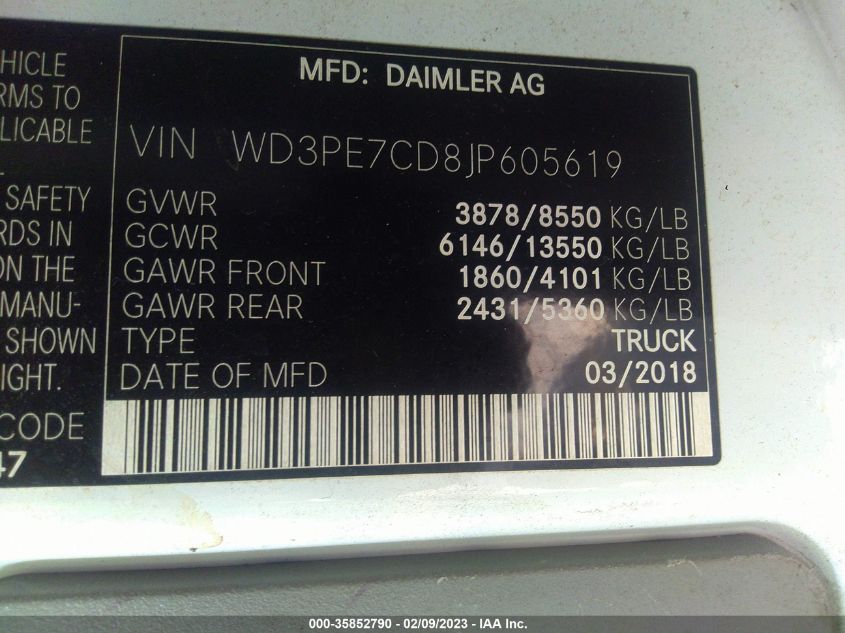 EHICLE
RMS TO
PLICABLE
SAFETY
RDS IN
ON THE
MANU-
SHOWN
IGHT.
CODE
47
MFD: DAIMLER AG
VIN WD3PE7CD8JP605619
GVWR 3878/8550 KG/LB
GCWR 6146/13550 KG/LB
GAWR FRONT 1860/4101 KG/LB
GAWR REAR 2431/5360 KG/LB
TYPE TRUCK
DATE OF MFD 03/2018
000-35852790 - 02/09/2023 - IAA Inc.